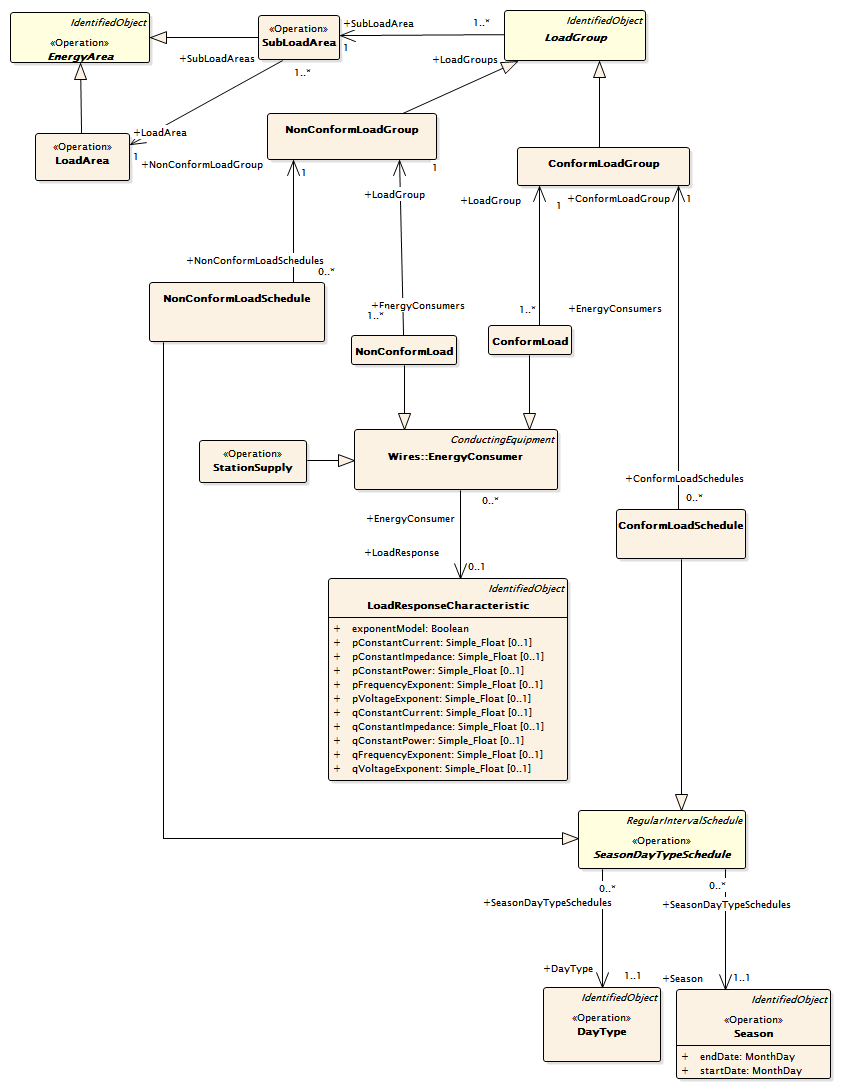 IdentifiedObject
«Operation»
EnergyArea
«Operation»
SubLoadArea
+SubLoadArea
1..*
1
IdentifiedObject
LoadGroup
+SubLoadAreas
1..*
+LoadGroups
«Operation»
LoadArea
+LoadArea
1
+NonConformLoadGroup
NonConformLoadGroup
1
1
ConformLoadGroup
+LoadGroup
+LoadGroup
1
+ConformLoadGroup
1
+NonConformLoadSchedules
0..*
NonConformLoadSchedule
+EnergyConsumers
1..*
1..*
+EnergyConsumers
NonConformLoad
ConformLoad
«Operation»
StationSupply
ConductingEquipment
Wires::EnergyConsumer
0..*
+EnergyConsumer
+LoadResponse
0..1
+ConformLoadSchedules
0..*
ConformLoadSchedule
IdentifiedObject
LoadResponseCharacteristic
+ exponentModel: Boolean
+ pConstantCurrent: Simple_Float [0..1]
+ pConstantImpedance: Simple_Float [0..1]
+ pConstantPower: Simple_Float [0..1]
+ pFrequencyExponent: Simple_Float [0..1]
+ pVoltageExponent: Simple_Float [0..1]
+ qConstantCurrent: Simple_Float [0..1]
+ qConstantImpedance: Simple_Float [0..1]
+ qConstantPower: Simple_Float [0..1]
+ qFrequencyExponent: Simple_Float [0..1]
+ qVoltageExponent: Simple_Float [0..1]
RegularIntervalSchedule
«Operation»
SeasonDayTypeSchedule
0..*
+SeasonDayTypeSchedules
0..*
+SeasonDayTypeSchedules
+DayType
1..1
+Season
1..1
IdentifiedObject
«Operation»
DayType
IdentifiedObject
«Operation»
Season
+ endDate: MonthDay
+ startDate: MonthDay